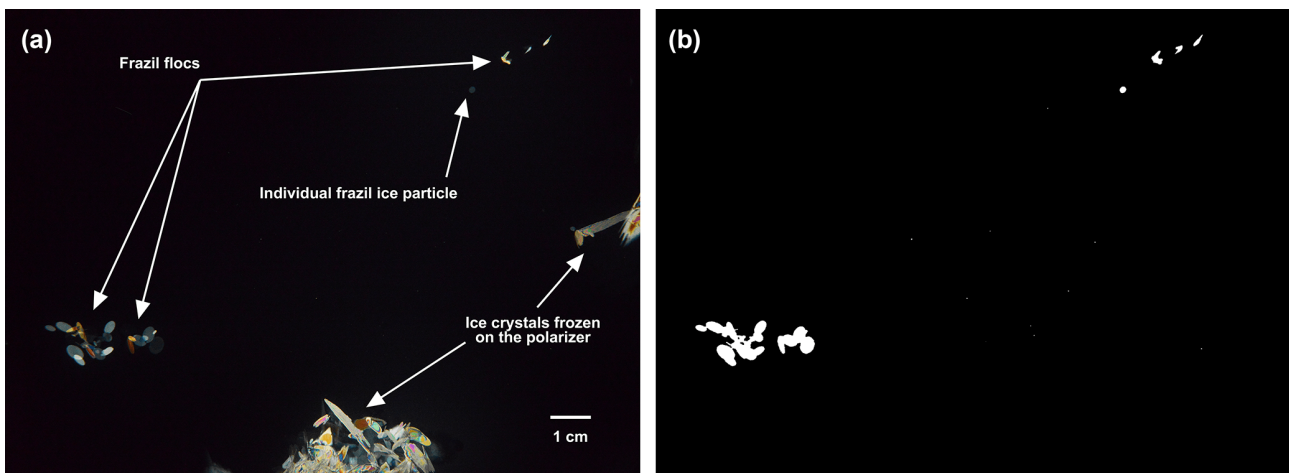 (a)
Frazil flocs
Individual frazil ice particle
Ice crystals frozen
on the polarizer
1 cm
(b)